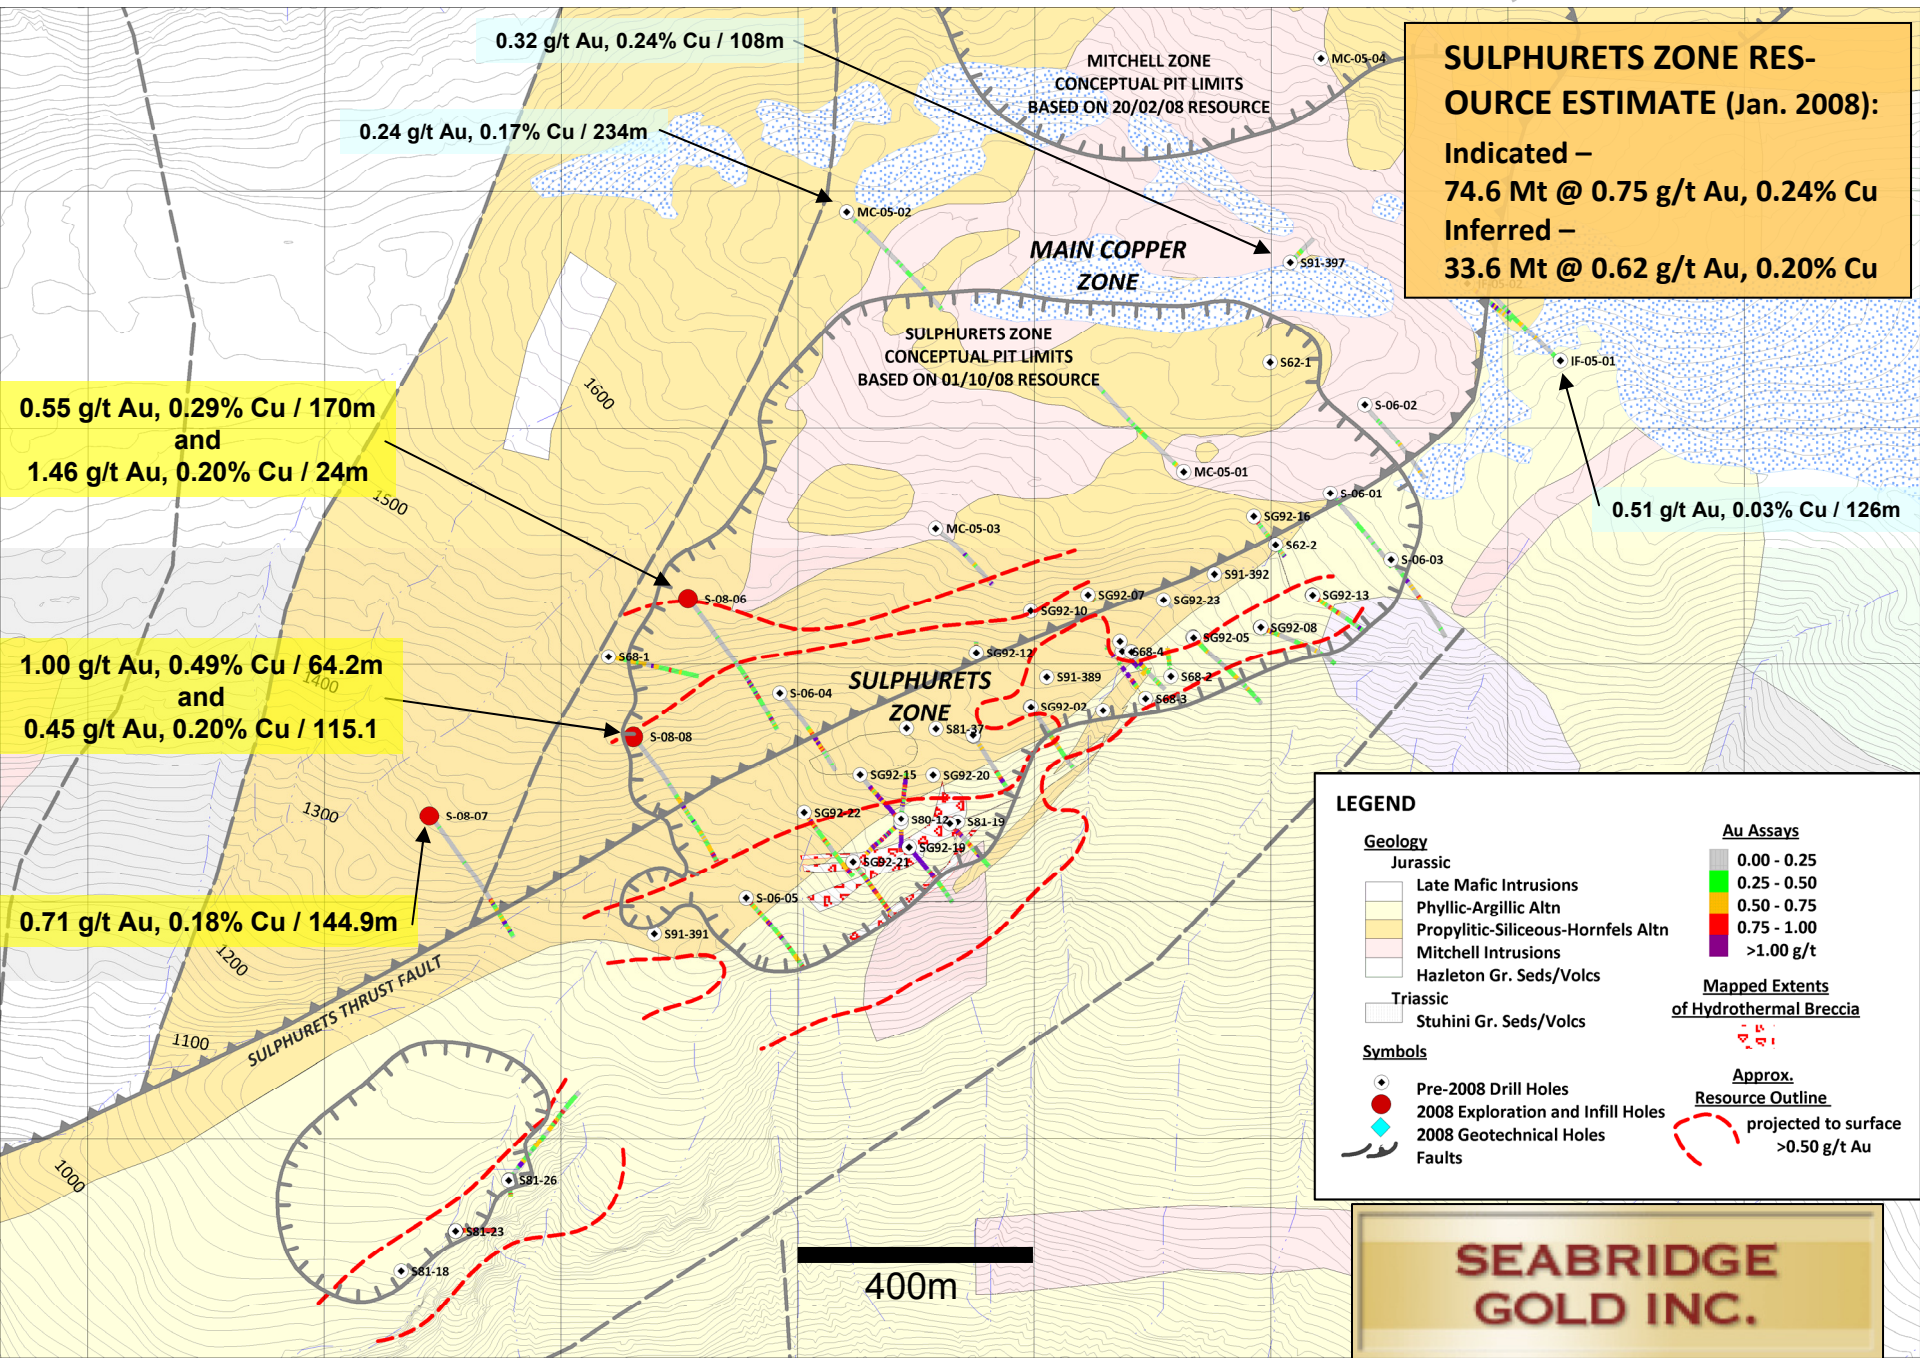 0.32 g/t Au, 0.24% Cu / 108m
0.24 g/t Au, 0.17% Cu / 234m
MITCHELL ZONE
CONCEPTUAL PIT LIMITS
BASED ON 20/02/08 RESOURCE
MC-05-04
SULPHURETS ZONE RES-
OURCE ESTIMATE (Jan. 2008):
Indicated –
74.6 Mt @ 0.75 g/t Au, 0.24% Cu
Inferred –
33.6 Mt @ 0.62 g/t Au, 0.20% Cu
IF-05-02
MC-05-02
MAIN COPPER
ZONE
S91-397
SULPHURETS ZONE
CONCEPTUAL PIT LIMITS
BASED ON 01/10/08 RESOURCE
S62-1
IF-05-01
S-06-02
1600
0.55 g/t Au, 0.29% Cu / 170m
and
1.46 g/t Au, 0.20% Cu / 24m
1500
MC-05-01
S-06-01
0.51 g/t Au, 0.03% Cu / 126m
SG92-16
MC-05-03
S62-2
S-06-03
S91-392
S-08-06
SG92-07
SG92-23
SG92-13
SG92-10
SG92-08
SG92-05
1.00 g/t Au, 0.49% Cu / 64.2m
and
0.45 g/t Au, 0.20% Cu / 115.1
1400
S68-1
SG92-12
S68-4
S91-389
S68-2
SULPHURETS
ZONE
S-06-04
S68-3
SG92-02
S81-37
S-08-08
SG92-15
SG92-20
1300
S-08-07
SG92-22
S80-12
S81-19
SG92-19
SG92-21
S-06-05
0.71 g/t Au, 0.18% Cu / 144.9m
S91-391
1200
SULPHURETS THRUST FAULT
1100
1000
S81-26
S81-23
S81-18
400m
LEGEND
Geology
Jurassic
Late Mafic Intrusions
Phyllic-Argillic Altn
Propylitic-Siliceous-Hornfels Altn
Mitchell Intrusions
Hazleton Gr. Seds/Volcs
Triassic
Stuhini Gr. Seds/Volcs
Symbols
Pre-2008 Drill Holes
2008 Exploration and Infill Holes
2008 Geotechnical Holes
Faults
Au Assays
0.00 - 0.25
0.25 - 0.50
0.50 - 0.75
0.75 - 1.00
>1.00 g/t
Mapped Extents
of Hydrothermal Breccia
Approx.
Resource Outline
projected to surface
>0.50 g/t Au
SEABRIDGE
GOLD INC.